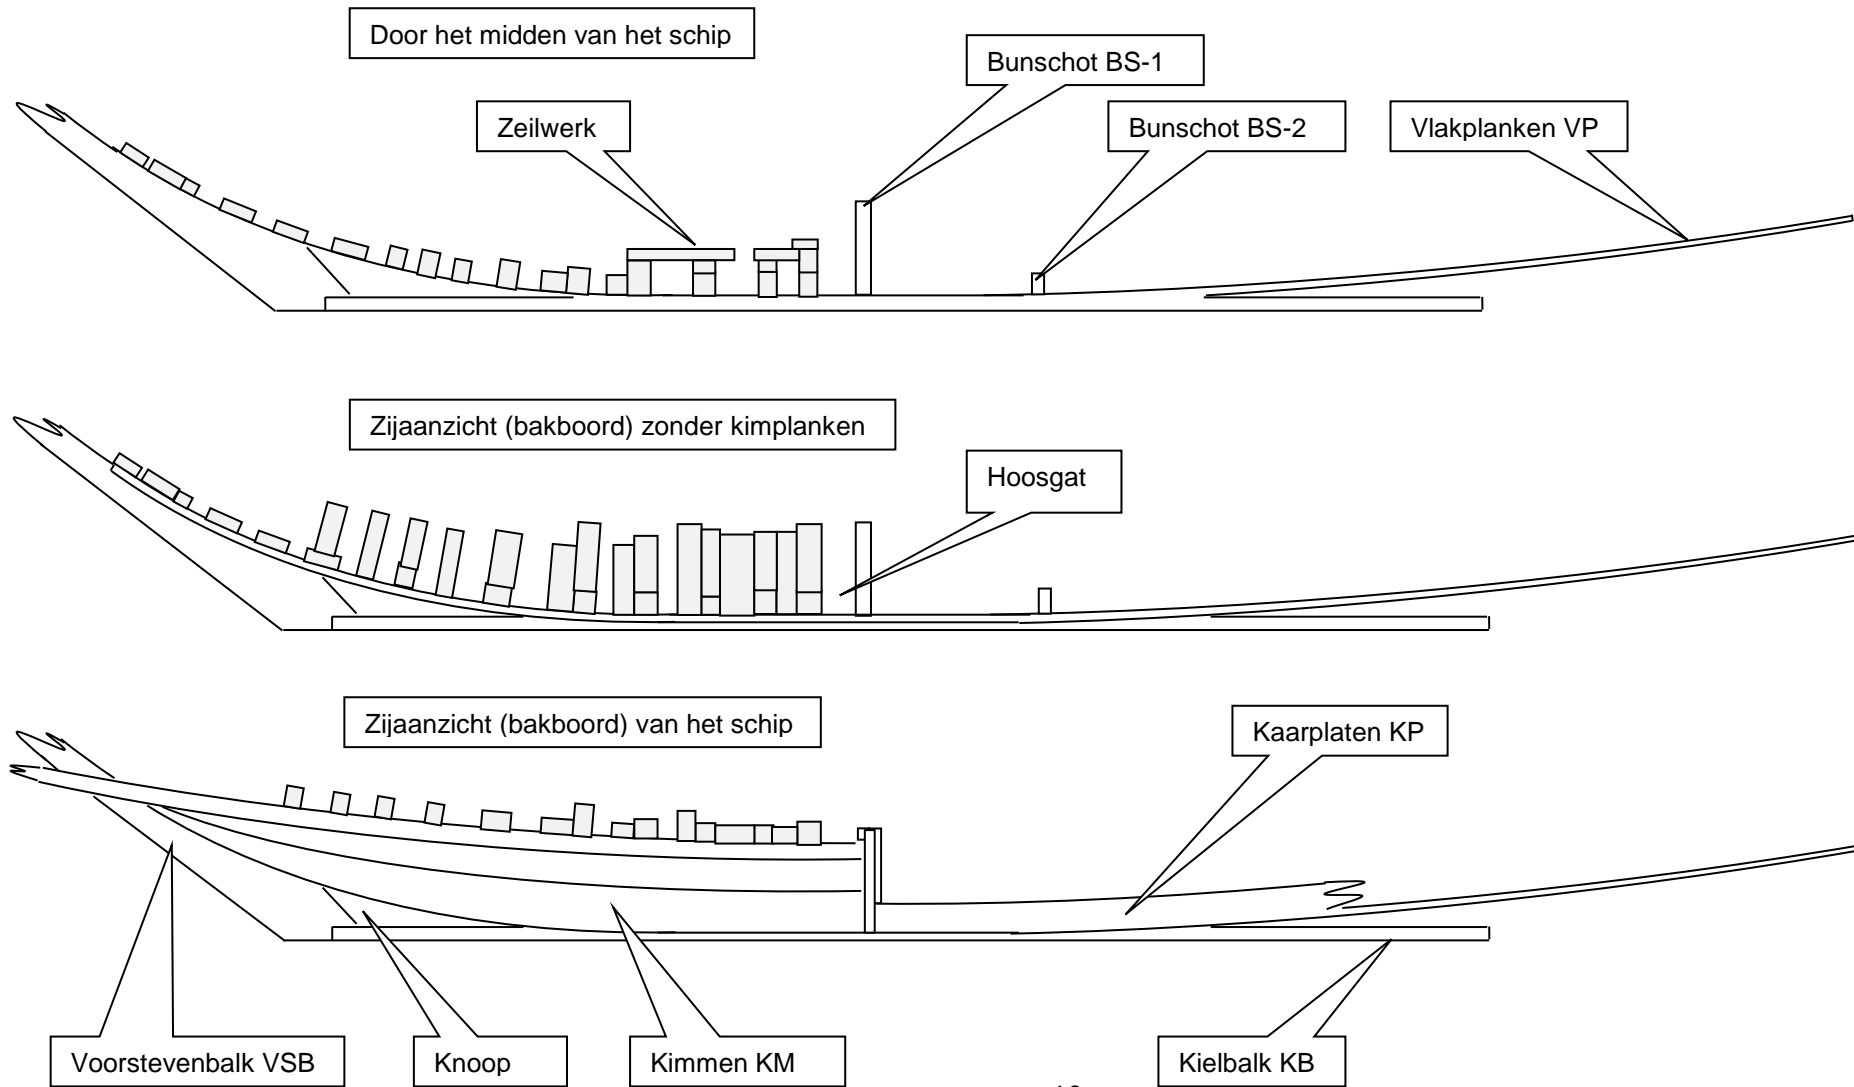 Door het midden van het schip
Bunschot BS-1
Zeilwerk
Bunschot BS-2
Vlakplanken VP
Zijaanzicht (bakboord) zonder kimplanken
Hoosgat
Zijaanzicht (bakboord) van het schip
Kaarplaten KP
Voorstevenbalk VSB
Knoop
Kimmen KM
Kielbalk KB